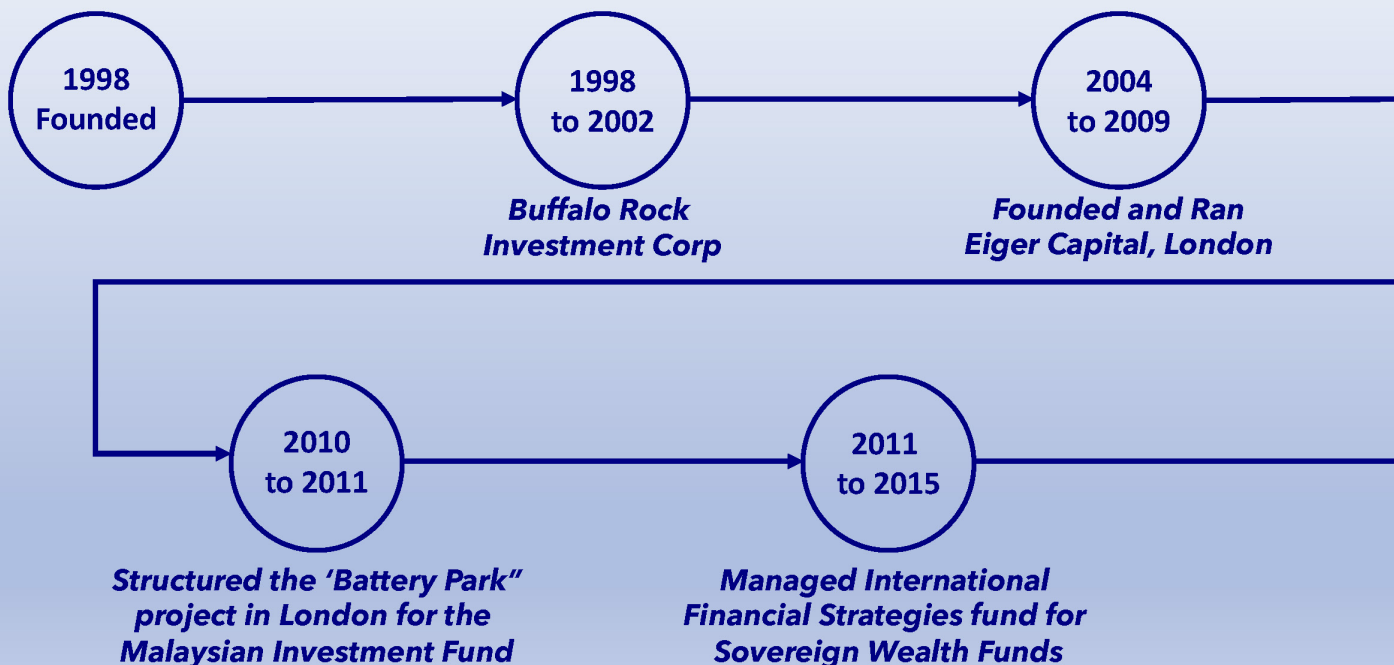 1998
Founded
1998
to 2002
Buffalo Rock
Investment Corp
2004
to 2009
Founded and Ran
Eiger Capital, London
2010
to 2011
Structured the ‘Battery Park”
project in London for the
Malaysian Investment Fund
2011
to 2015
Managed International
Financial Strategies fund for
Sovereign Wealth Funds